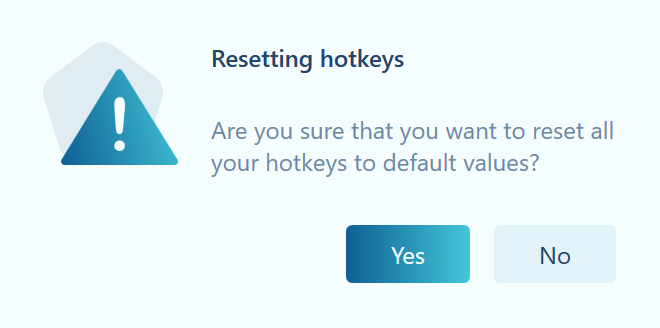 Resetting hotkeys
Are you sure that you want to reset all
your hotkeys to default values?
Yes
No